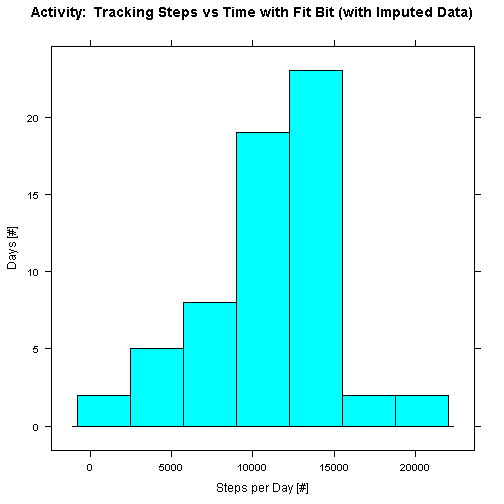 Activity:  Tracking Steps vs Time with Fit Bit (with Imputed Data)
20
15
10
5
0
Days [#]
0 5000 10000 15000 20000
Steps per Day [#]